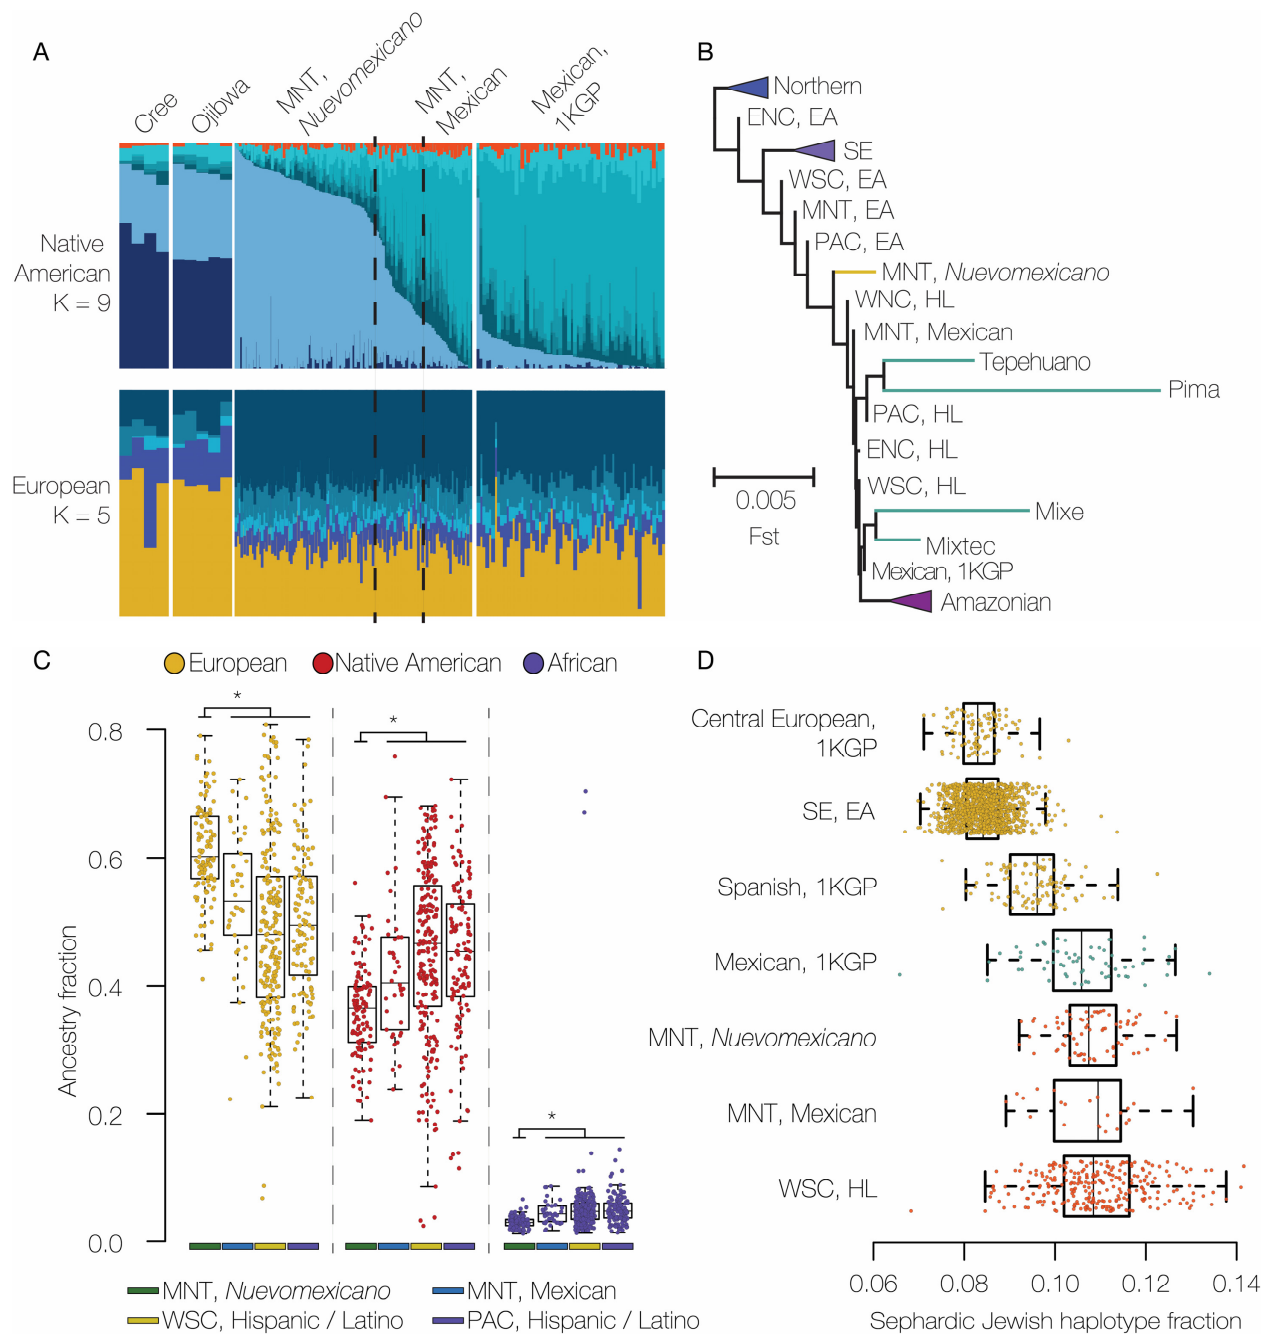 A
Cree
Ojibwa
MNT,
Nuevomexicano
MNT,
Mexican
Mexican,
1KGP
Native
American
K = 9
European
K = 5
B
Northern
ENC, EA
SE
WSC, EA
MNT, EA
PAC, EA
MNT, Nuevomexicano
WNC, HL
MNT, Mexican
Tepehuano
Pima
PAC, HL
ENC, HL
WSC, HL
Mixe
Mixtec
Mexican, 1KGP
Amazonian
0.005
Fst
C
European
Native American
African
Ancestry fraction
0.8
0.6
0.4
0.2
0.0
*
*
*
MNT, Nuevomexicano
MNT, Mexican
WSC, Hispanic / Latino
PAC, Hispanic / Latino
D
Central European,
1KGP
SE, EA
Spanish, 1KGP
Mexican, 1KGP
MNT, Nuevomexicano
MNT, Mexican
WSC, HL
0.06
0.08
0.10
0.12
0.14
Sephardic Jewish haplotype fraction